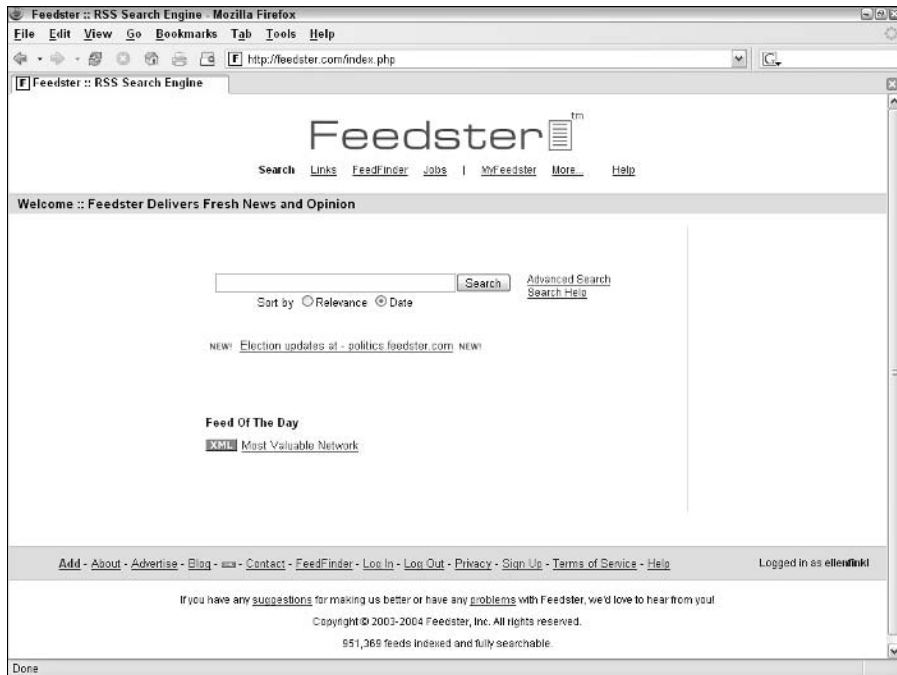 Feedster :: RSS Search Engine - Mozilla Firefox
File Edit View Go Bookmarks Tab Tools Help
F http://feedster.com/index.php G
F Feedster :: RSS Search Engine
Feedster tm
Search Links FeedFinder Jobs | MyFeedster More... Help
Welcome :: Feedster Delivers Fresh News and Opinion
Search Advanced Search
Search Help
Sort by Relevance Date
NEW! Election updates at - politics.feedster.com NEW!
Feed Of The Day
XML Most Valuable Network
Add - About - Advertise - Blog - - Contact - FeedFinder - Log In - Log Out - Privacy - Sign Up - Terms of Service - Help Logged in as ellenfinkl
If you have any suggestions for making us better or have any problems with Feedster, we'd love to hear from you!
Copyright © 2003-2004 Feedster, Inc. All rights reserved.
951,369 feeds indexed and fully searchable.
Done